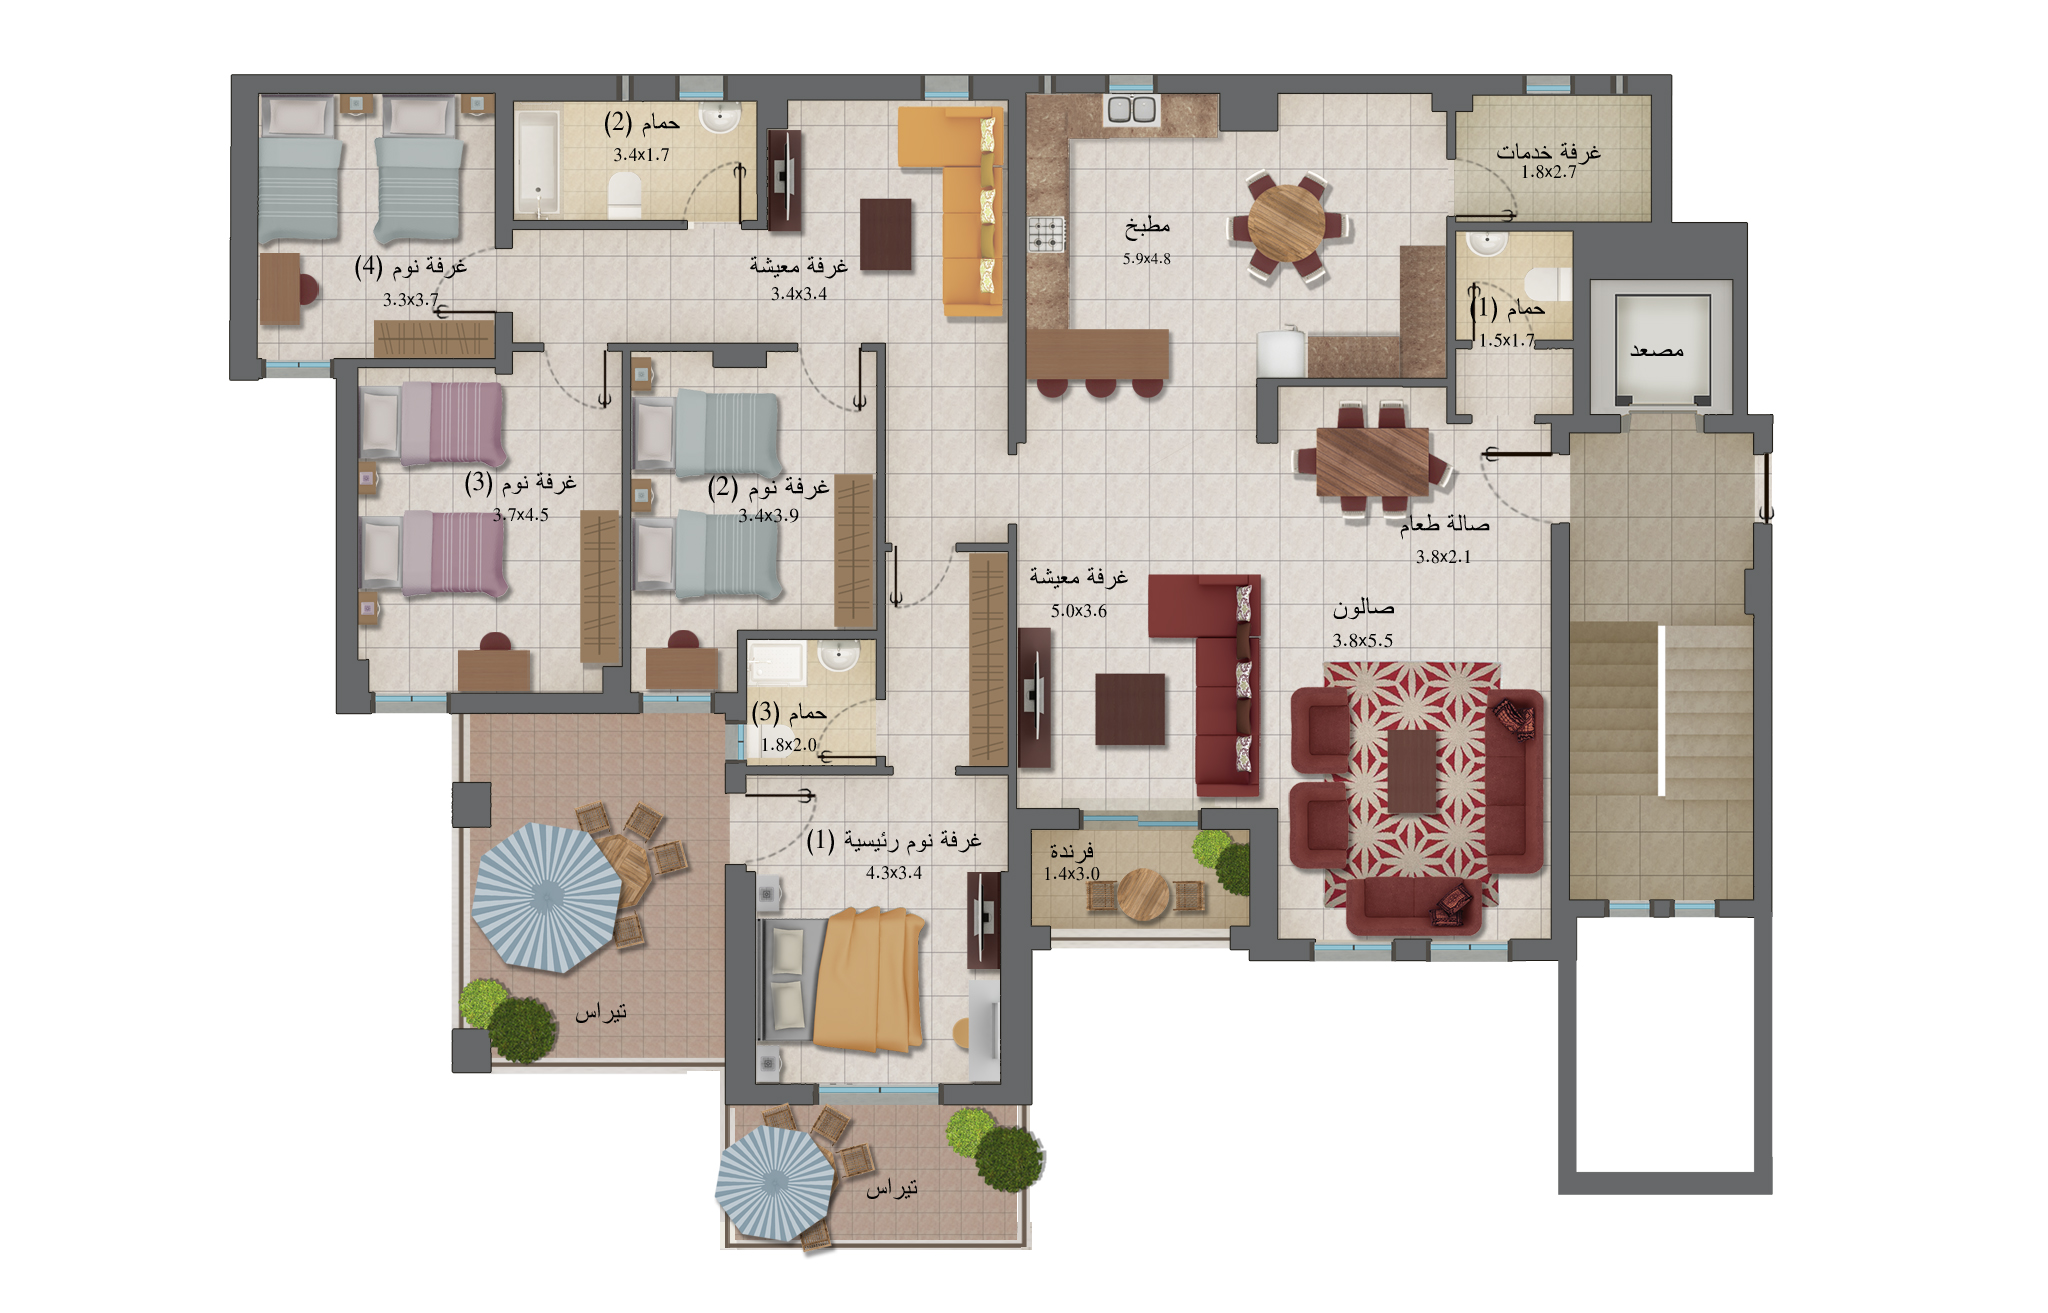 حمام (2)
3.4x1.7
غرفة خدمات
1.8x2.7
مطبخ
5.9x4.8
غرفة معيشة
3.4x3.4
غرفة نوم (4)
3.3x3.7
حمام (1)
1.5x1.7
مصعد
غرفة نوم (3)
3.7x4.5
غرفة نوم (2)
3.4x3.9
صالة طعام
3.8x2.1
غرفة معيشة
5.0x3.6
صالون
3.8x5.5
حمام (3)
1.8x2.0
غرفة نوم رئيسية (1)
4.3x3.4
فرندة
1.4x3.0
تيراس
تيراس